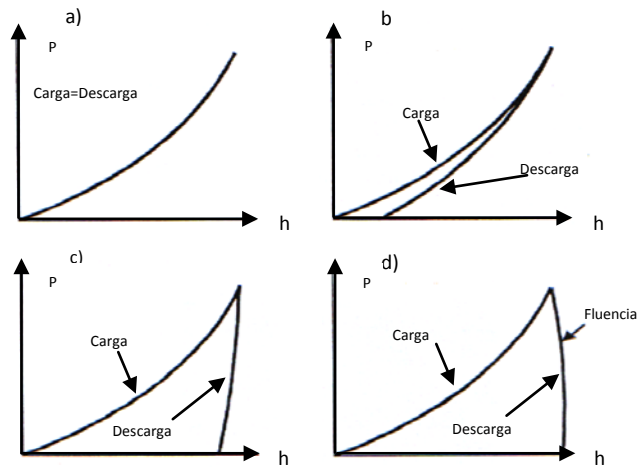 a)
P
Carga=Descarga
h
b)
P
Carga
Descarga
h
c)
P
Carga
Descarga
h
d)
P
Carga
Fluencia
Descarga
h